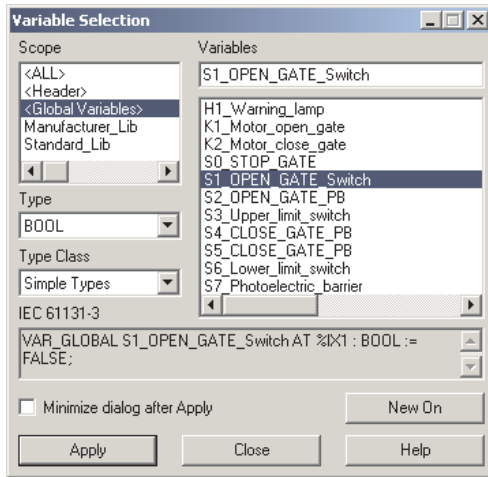 Variable Selection
Scope
<ALL>
<Header>
<Global Variables>
Manufacturer_Lib
Standard_Lib
Type
BOOL
Type Class
Simple Types
Variables
S1_OPEN_GATE_Switch
H1_Warning_lamp
K1_Motor_open_gate
K2_Motor_close_gate
S0_STOP_GATE
S1_OPEN_GATE_Switch
S2_OPEN_GATE_PB
S3_Upper_limit_switch
S4_CLOSE_GATE_PB
S5_CLOSE_GATE_PB
S6_Lower_limit_switch
S7_Photoelectric_barrier
IEC 61131-3
VAR_GLOBAL S1_OPEN_GATE_Switch AT %IX1 : BOOL :=
FALSE;
Minimize dialog after Apply
New On
Apply
Close
Help